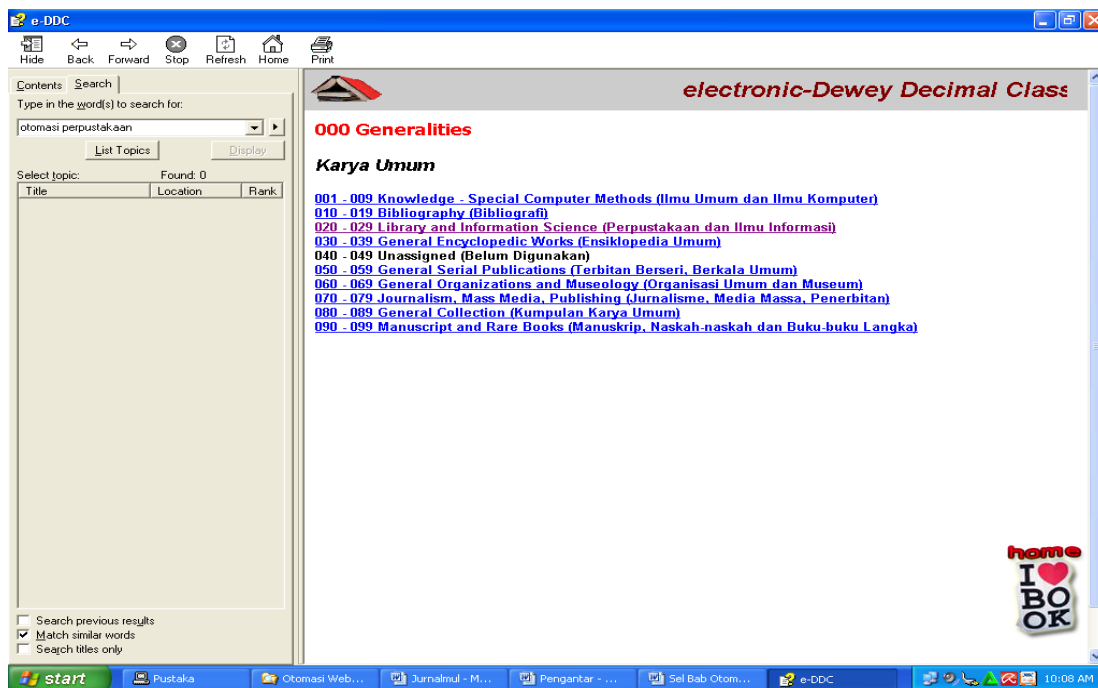 e-DDC
Hide Back Forward Stop Refresh Home Print
Contents Search
Type in the word(s) to search for:
otomasi perpustakaan
List Topics Display
Select topic: Found: 0
Title Location Rank
Search previous results
Match similar words
Search titles only
electronic-Dewey Decimal Class
000 Generalities
Karya Umum
001 - 009 Knowledge - Special Computer Methods (Ilmu Umum dan Ilmu Komputer)
010 - 019 Bibliography (Bibliografi)
020 - 029 Library and Information Science (Perpustakaan dan Ilmu Informasi)
030 - 039 General Encyclopedic Works (Ensiklopedia Umum)
040 - 049 Unassigned (Belum Digunakan)
050 - 059 General Serial Publications (Terbitan Berseri, Berkala Umum)
060 - 069 General Organizations and Museology (Organisasi Umum dan Museum)
070 - 079 Journalism, Mass Media, Publishing (Jurnalisme, Media Massa, Penerbitan)
080 - 089 General Collection (Kumpulan Karya Umum)
090 - 099 Manuscript and Rare Books (Manuskrip, Naskah-naskah dan Buku-buku Langka)
home
I
BO
OK
start Pustaka Otomasi Web... Jurnalmul - M... Pengantar - ... Sel Bab Otom... e-DDC 10:08 AM